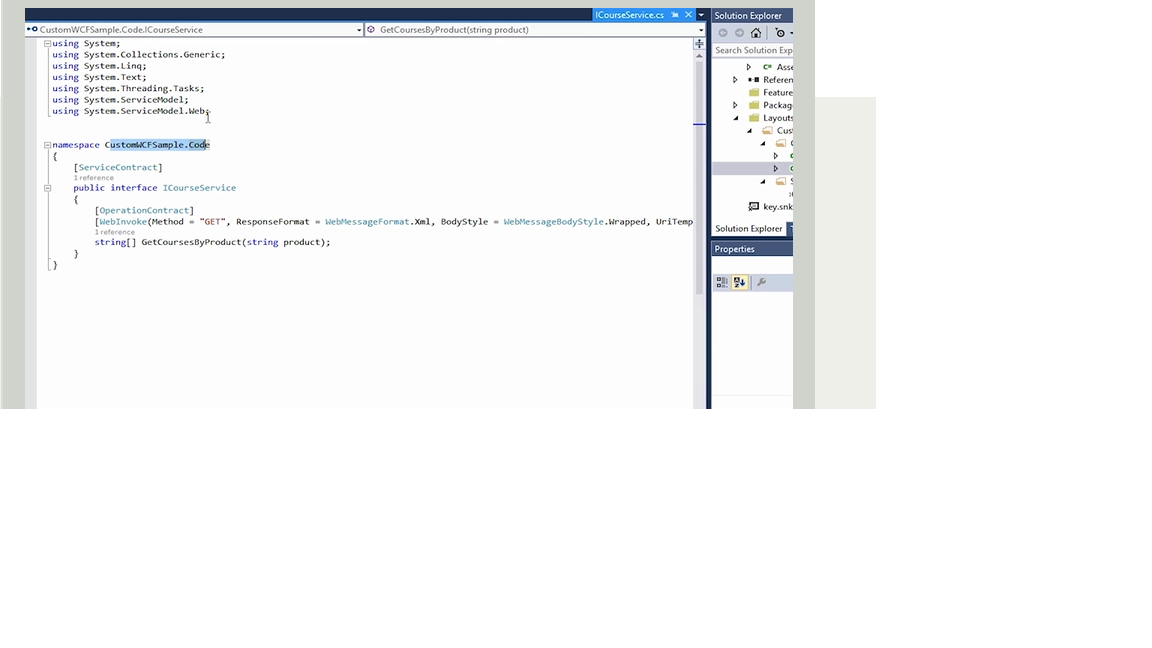 ICourseService.cs
Solution Explorer
CustomWCFSample.Code.ICourseService
GetCoursesByProduct(string product)
using System;
using System.Collections.Generic;
using System.Linq;
using System.Text;
using System.Threading.Tasks;
using System.ServiceModel;
using System.ServiceModel.Web;
namespace CustomWCFSample.Code
{
[ServiceContract]
1 reference
public interface ICourseService
{
[OperationContract]
[WebInvoke(Method = "GET", ResponseFormat = WebMessageFormat.Xml, BodyStyle = WebMessageBodyStyle.Wrapped, UriTemp
1 reference
string[] GetCoursesByProduct(string product);
}
}
Search Solution Exp
C# Asse
Referen
Feature
Packag
Layouts
Cust
key.snk
Solution Explorer
Properties